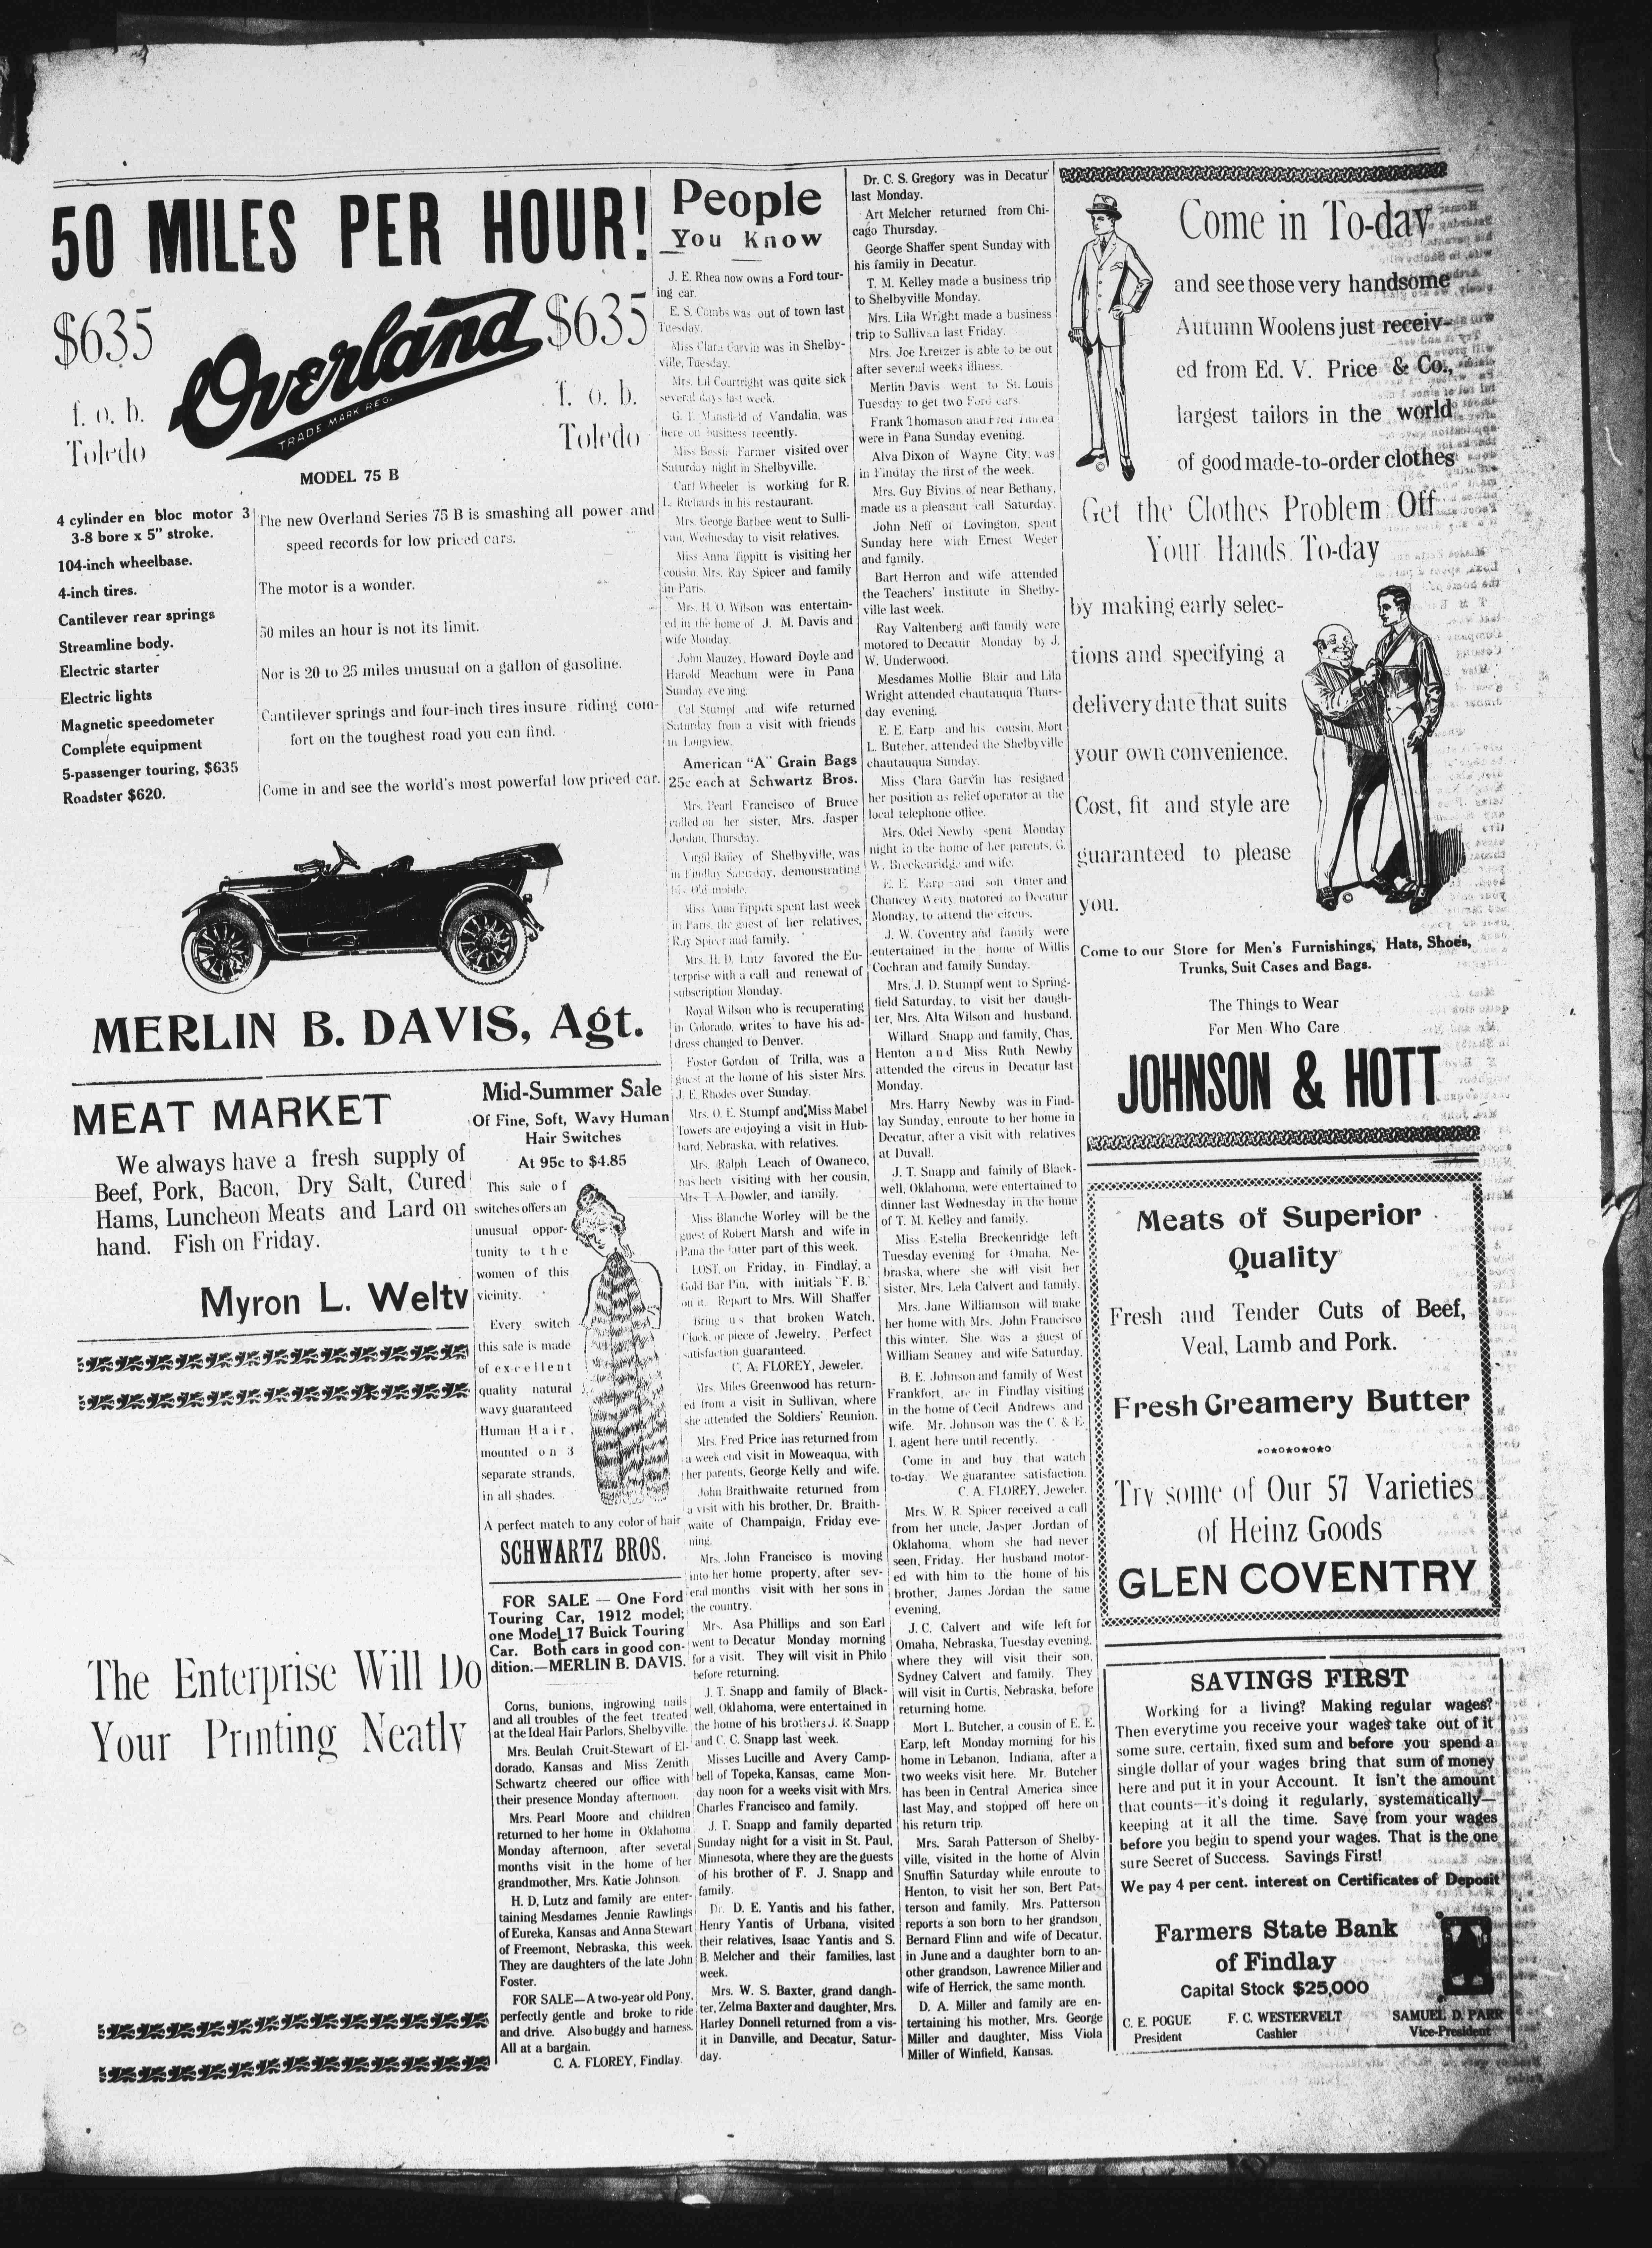 50 MILES PER HOUR!
$635
Overland
TRADE MARK REG.
$635
f. o. b.
Toledo
f. o. b.
Toledo
MODEL 75 B
4 cylinder en bloc motor 3
3-8 bore x 5” stroke.
104-inch wheelbase.
4-inch tires.
Cantilever rear springs
Streamline body.
Electric starter
Electric lights
Magnetic speedometer
Complete equipment
5-passenger touring, $635
Roadster $620.
The new Overland Series 75 B is smashing all power and
speed records for low priced cars.
The motor is a wonder.
50 miles an hour is not its limit.
Nor is 20 to 25 miles unusual on a gallon of gasoline.
Cantilever springs and four-inch tires insure riding com-
fort on the toughest road you can find.
Come in and see the world's most powerful low priced car.
MERLIN B. DAVIS, Agt.
MEAT MARKET
We always have a fresh supply of
Beef, Pork, Bacon, Dry Salt, Cured
Hams, Luncheon Meats and Lard on
hand. Fish on Friday.
Myron L. Welty
The Enterprise Will Do
Your Printing Neatly
Mid-Summer Sale
Of Fine, Soft, Wavy Human
Hair Switches
At 95c to $4.85
This sale of
switches offers an
unusual oppor-
tunity to the
women of this
vicinity.
Every switch
this sale is made
of excellent
quality natural
wavy guaranteed
Human Hair,
mounted on 3
separate strands,
in all shades.
A perfect match to any color of hair
SCHWARTZ BROS.
FOR SALE — One Ford
Touring Car, 1912 model;
one Model 17 Buick Touring
Car. Both cars in good con-
dition.—MERLIN B. DAVIS.
Corns, bunions, ingrowing nails
and all troubles of the feet treated
at the Ideal Hair Parlors, Shelbyville.
Mrs. Beulah Cruit-Stewart of El-
dorado, Kansas and Miss Zenith
Schwartz cheered our office with
their presence Monday afternoon.
Mrs. Pearl Moore and children
returned to her home in Oklahoma
Monday afternoon, after several
months visit in the home of her
grandmother, Mrs. Katie Johnson.
H. D, Lutz and family are enter-
taining Mesdames Jennie Rawlings
of Eureka, Kansas and Anna Stewart
of Freemont, Nebraska, this week.
They are daughters of the late John
Foster.
FOR SALE—A two-year old Pony,
perfectly gentle and broke to ride
and drive. Also buggy and harness.
All at a bargain.
C. A. FLOREY, Findlay.
People
You Know
J. E. Rhea now owns a Ford tour-
ing car.
E. S. Combs was out of town last
Tuesday.
Miss Clara Garvin was in Shelby-
ville, Tuesday.
Mrs. Lil Courtright was quite sick
several days last week.
G. T. Mansfield of Vandalia, was
here on business recently.
Miss Bessie Farmer visited over
Saturday night in Shelbyville.
Carl Wheeler is working for R.
L. Richards in his restaurant.
Mrs. George Barbee went to Sulli-
van, Wednesday to visit relatives.
Miss Anna Tippitt is visiting her
cousin, Mrs. Ray Spicer and family
in Paris.
Mrs. H. O. Wilson was entertain-
ed in the home of J. M. Davis and
wife Monday.
John Mauzey, Howard Doyle and
Harold Meachum were in Pana
Sunday evening.
Cal Stumpf and wife returned
Saturday from a visit with friends
in Longview.
American “A” Grain Bags
25c each at Schwartz Bros.
Mrs. Pearl Francisco of Bruce
called on her sister, Mrs. Jasper
Jordan, Thursday.
Virgil Bailey of Shelbyville, was
in Findlay Saturday, demonstrating
his Oldsmobile.
Miss Anna Tippitt spent last week
in Paris, the guest of her relatives,
Ray Spicer and family.
Mrs. H. D. Lutz favored the En-
terprise with a call and renewal of
subscription Monday.
Royal Wilson who is recuperating
in Colorado, writes to have his ad-
dress changed to Denver.
Foster Gordon of Trilla, was a
guest at the home of his sister Mrs.
J. E. Rhodes over Sunday.
Mrs. O. E. Stumpf and Miss Mabel
Towers are enjoying a visit in Hub-
bard, Nebraska, with relatives.
Mrs. Ralph Leach of Owaneco,
has been visiting with her cousin,
Mrs T. A. Dowler, and family.
Miss Blanche Worley will be the
guest of Robert Marsh and wife in
Pana the latter part of this week.
LOST, on Friday, in Findlay, a
Gold Bar Pin, with initials "F. B."
on it. Report to Mrs. Will Shaffer
Bring us that broken Watch,
Clock, or piece of Jewelry. Perfect
satisfaction guaranteed.
C. A. FLOREY, Jeweler.
Mrs. Miles Greenwood has return-
ed from a visit in Sullivan, where
she attended the Soldiers' Reunion.
Mrs. Fred Price has returned from
a week end visit in Moweaqua, with
her parents, George Kelly and wife.
John Braithwaite returned from
a visit with his brother, Dr. Braith-
waite of Champaign, Friday eve-
ning.
Mrs. John Francisco is moving
into her home property, after sev-
eral months visit with her sons in
the country.
Mrs. Asa Phillips and son Earl
went to Decatur Monday morning
for a visit. They will visit in Philo
before returning.
J. T. Snapp and family of Black-
well, Oklahoma, were entertained in
the home of his brothers J. R. Snapp
and C. C. Snapp last week.
Misses Lucille and Avery Camp-
bell of Topeka, Kansas, came Mon-
day noon for a weeks visit with Mrs.
Charles Francisco and family.
J. T. Snapp and family departed
Sunday night for a visit in St. Paul,
Minnesota, where they are the guests
of his brother of F. J. Snapp and
family.
Dr. D. E. Yantis and his father,
Henry Yantis of Urbana, visited
their relatives, Isaac Yantis and S.
B. Melcher and their families, last
week.
Mrs. W. S. Baxter, grand daugh-
ter, Zelma Baxter and daughter, Mrs.
Harley Donnell returned from a vis-
it in Danville, and Decatur, Satur-
day.
Dr. C. S. Gregory was in Decatur
last Monday.
Art Melcher returned from Chi-
cago Thursday.
George Shaffer spent Sunday with
his family in Decatur.
T. M. Kelley made a business trip
to Shelbyville Monday.
Mrs. Lila Wright made a business
trip to Sullivan last Friday.
Mrs. Joe Kretzer is able to be out
after several weeks illness.
Merlin Davis went to St. Louis
Tuesday to get two Ford cars.
Frank Thomason and Fred
were in Pana Sunday evening.
Alva Dixon of Wayne City, was
in Findlay the first of the week.
Mrs. Guy Bivins, of near Bethany,
made us a pleasant call Saturday.
John Neff of Lovington, spent
Sunday here with Ernest Weger
and family.
Bart Herron and wife attended
the Teachers' Institute in Shelby-
ville last week.
Ray Valtenberg and family were
motored to Decatur Monday by J.
W. Underwood.
Mesdames Mollie Blair and Lila
Wright attended chautauqua Thurs-
day evening.
E. E. Earp and his cousin, Mort
L. Butcher, attended the Shelbyville
chautauqua Sunday.
Miss Clara Garvin has resigned
her position as relief operator at the
local telephone office.
Mrs. Odel Newby spent Monday
night in the home of her parents, G.
W. Breckenridge and wife.
E. E. Earp and son Omer and
Chancey Welty, motored to Decatur
Monday, to attend the circus.
J. W. Coventry and family were
entertained in the home of Willis
Cochran and family Sunday.
Mrs. J. D. Stumpf went to Spring-
field Saturday, to visit her daugh-
ter, Mrs. Alta Wilson and husband.
Willard Snapp and family, Chas.
Henton and Miss Ruth Newby
attended the circus in Decatur last
Monday.
Mrs. Harry Newby was in Find-
lay Sunday, enroute to her home in
Decatur, after a visit with relatives
at Duvall.
J. T. Snapp and family of Black-
well, Oklahoma, were entertained to
dinner last Wednesday in the home
of T. M. Kelley and family.
Miss Estella Breckenridge left
Tuesday evening for Omaha, Ne-
braska, where she will visit her
sister, Mrs. Lela Calvert and family.
Mrs. Jane Williamson will make
her home with Mrs. John Francisco
this winter. She was a guest of
William Seaney and wife Saturday.
B. E. Johnson and family of West
Frankfort, are in Findlay visiting
in the home of Cecil Andrews and
wife. Mr. Johnson was the C. & E.
I. agent here until recently.
Come in and buy that watch
to-day. We guarantee satisfaction.
C. A. FLOREY, Jeweler.
Mrs. W. R. Spicer received a call
from her uncle, Jasper Jordan of
Oklahoma, whom she had never
seen, Friday. Her husband motor-
ed with him to the home of his
brother, James Jordan the same
evening.
J. C. Calvert and wife left for
Omaha, Nebraska, Tuesday evening,
where they will visit their son,
Sydney Calvert and family. They
will visit in Curtis, Nebraska, before
returning home.
Mort L. Butcher, a cousin of E. E.
Earp, left Monday morning for his
home in Lebanon, Indiana, after a
two weeks visit here. Mr. Butcher
has been in Central America since
last May, and stopped off here on
his return trip.
Mrs. Sarah Patterson of Shelby-
ville, visited in the home of Alvin
Snuffin Saturday while enroute to
Henton, to visit her son, Bert Pat-
terson and family. Mrs. Patterson
reports a son born to her grandson,
Bernard Flinn and wife of Decatur,
in June and a daughter born to an-
other grandson, Lawrence Miller and
wife of Herrick, the same month.
D. A. Miller and family are en-
tertaining his mother, Mrs. George
Miller and daughter, Miss Viola
Miller of Winfield, Kansas.
Come in To-day
and see those very handsome
Autumn Woolens just receiv-
ed from Ed. V. Price & Co.,
largest tailors in the world
of good made-to-order clothes
Get the Clothes Problem Off
Your Hands To-day
by making early selec-
tions and specifying a
delivery date that suits
your own convenience.
Cost, fit and style are
guaranteed to please
you.
Come to our Store for Men's Furnishings, Hats, Shoes,
Trunks, Suit Cases and Bags.
The Things to Wear
For Men Who Care
JOHNSON & HOTT
Meats of Superior
Quality
Fresh and Tender Cuts of Beef,
Veal, Lamb and Pork.
Fresh Creamery Butter
*o*o*o*o*o
Try some of Our 57 Varieties
of Heinz Goods
GLEN COVENTRY
SAVINGS FIRST
Working for a living? Making regular wages?
Then everytime you receive your wages take out of it
some sure, certain, fixed sum and before you spend a
single dollar of your wages bring that sum of money
here and put it in your Account. It isn't the amount
that counts—it's doing it regularly, systematically—
keeping at it all the time. Save from your wages
before you begin to spend your wages. That is the one
sure Secret of Success. Savings First!
We pay 4 per cent. interest on Certificates of Deposit
Farmers State Bank
of Findlay
Capital Stock $25,000
C. E. POGUE
President
F. C. WESTERVELT
Cashier
SAMUEL D. PARR
Vice-President